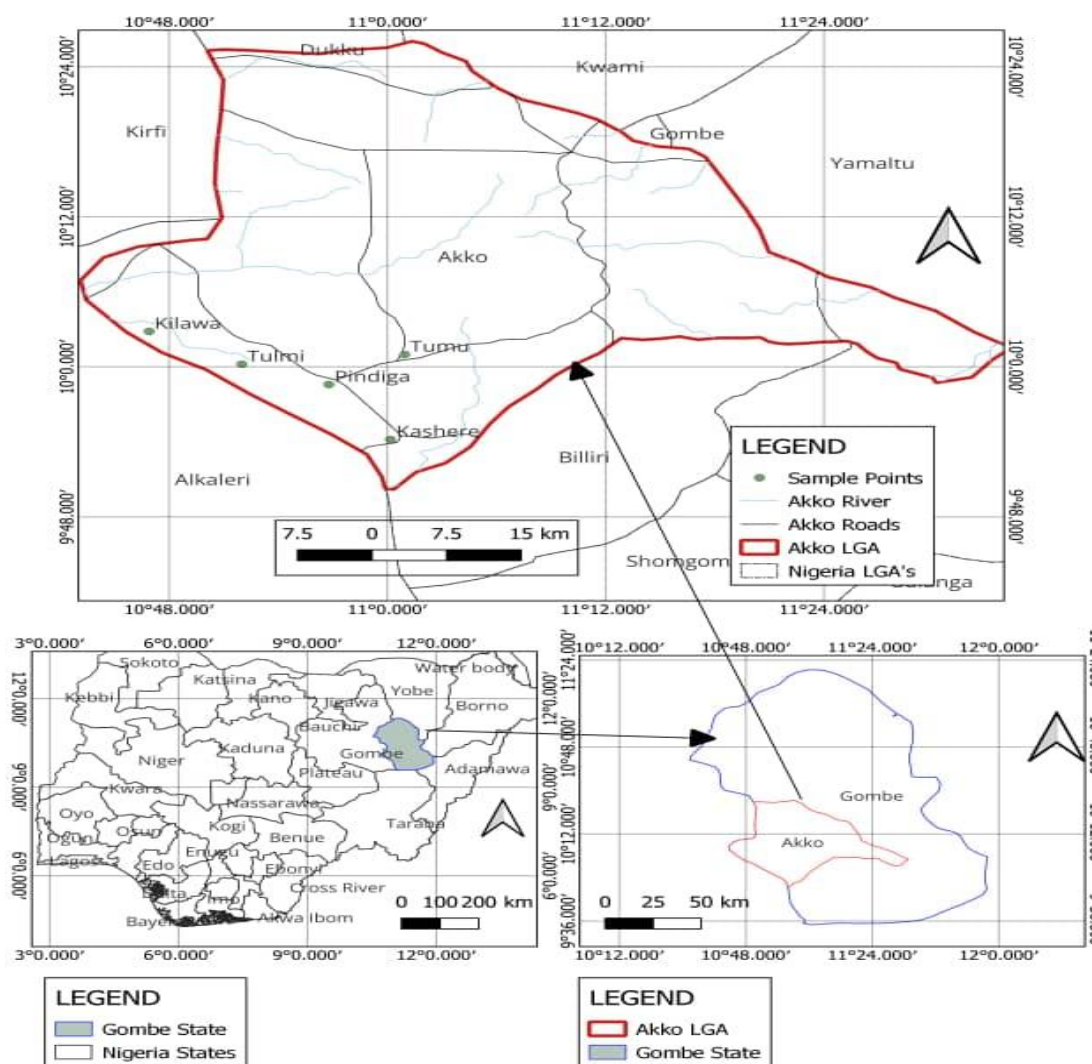 10°48.000' 11°0.000' 11°12.000' 11°24.000'
Dukku
Kwami
10°24.000' 10°24.000'
Kirfi
Gombe
Yamaltu
10°12.000' 10°12.000'
Akko
Kilawa
Tumu
Tulmi
Pindiga
10°0.000' 10°0.000'
Kashere
Alkaleri
Billiri
LEGEND
Sample Points
Akko River
Akko Roads
Akko LGA
Nigeria LGA's
9°48.000' 9°48.000'
7.5 0 7.5 15 km
10°48.000' 11°0.000' 11°12.000' 11°24.000'
3°0.000' 6°0.000' 9°0.000' 12°0.000'
Sokoto
Water body
Katsina
Yobe
Kebbi
Kano
Jigawa
Borno
12°0.000' 12°0.000'
Bauchi
Kaduna
Gombe
Niger
Plateau
Adamawa
9°0.000' 9°0.000'
Kwara
Nassarawa
Oyo
Taraba
Osun
Kogi
Ogun
Benue
Enugu
Lagos
Edo
Ebonyi
6°0.000' 6°0.000'
Cross River
Imo
Akwa Ibom
0 100 200 km
3°0.000' 6°0.000' 9°0.000' 12°0.000'
LEGEND
Gombe State
Nigeria States
10°12.000' 10°48.000' 11°24.000' 12°0.000'
11°24.000'
10°48.000'
Gombe
10°12.000'
Akko
0 25 50 km
9°36.000'
10°12.000' 10°48.000' 11°24.000' 12°0.000'
LEGEND
Akko LGA
Gombe State